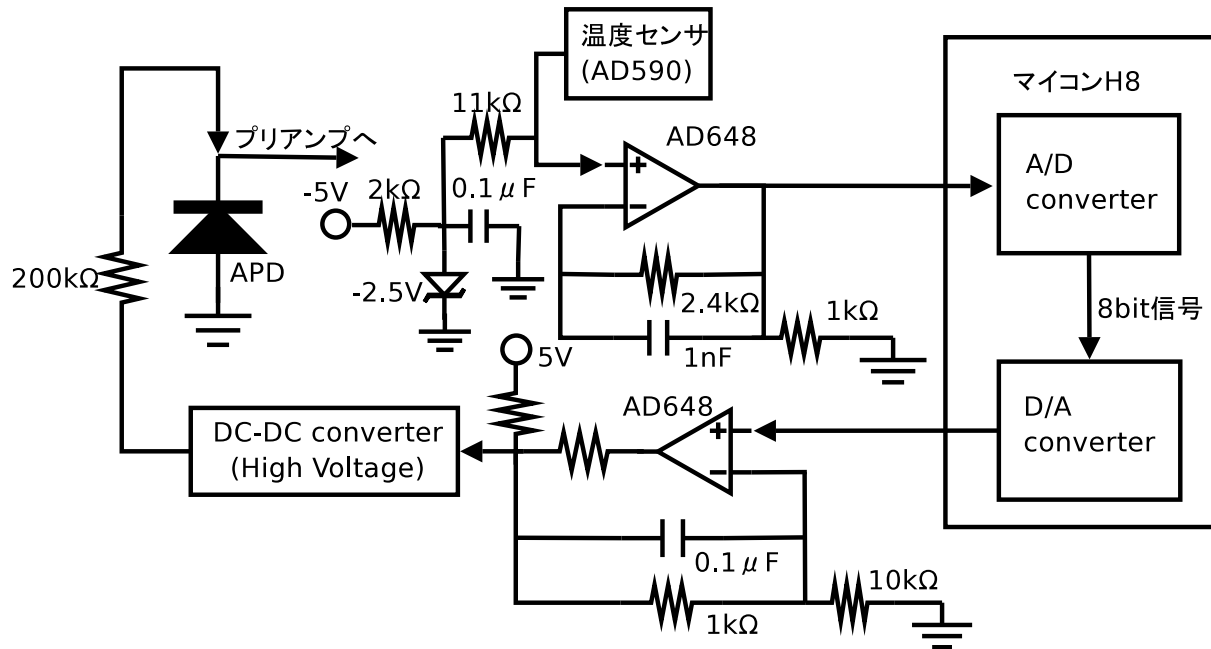 温度センサ
(AD590)
マイコンH8
11kΩ
AD648
プリアンプへ
A/D
converter
-5V
2kΩ
0.1μF
200kΩ
APD
-2.5V
2.4kΩ
1kΩ
8bit信号
1nF
5V
AD648
D/A
converter
DC-DC converter
(High Voltage)
0.1μF
10kΩ
1kΩ